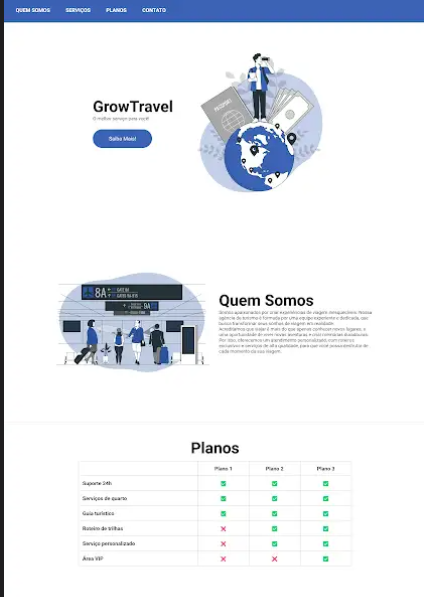 QUEM SOMOS SERVIÇOS PLANOS CONTATO
GrowTravel
O melhor serviço para você!
Saiba Mais!
PASSPORT
8A
9A
Quem Somos
Somos apaixonados por criar experiências de viagem inesquecíveis. Nossa
agência de turismo é formada por uma equipe experiente e dedicada, que
busca transformar seus sonhos de viagem em realidade.
Acreditamos que viajar é mais do que apenas conhecer novos lugares, é
viver novas aventuras e criar memórias duradouras.
Por isso, oferecemos um atendimento personalizado, com
exclusivos e serviços de alta qualidade, para que você possa desfrutar de
cada momento da sua viagem.
Planos
Plano 1 Plano 2 Plano 3
Suporte 24h
Serviços de quarto
Guia turístico
Roteiro de trilhas
Serviço personalizado
Área VIP